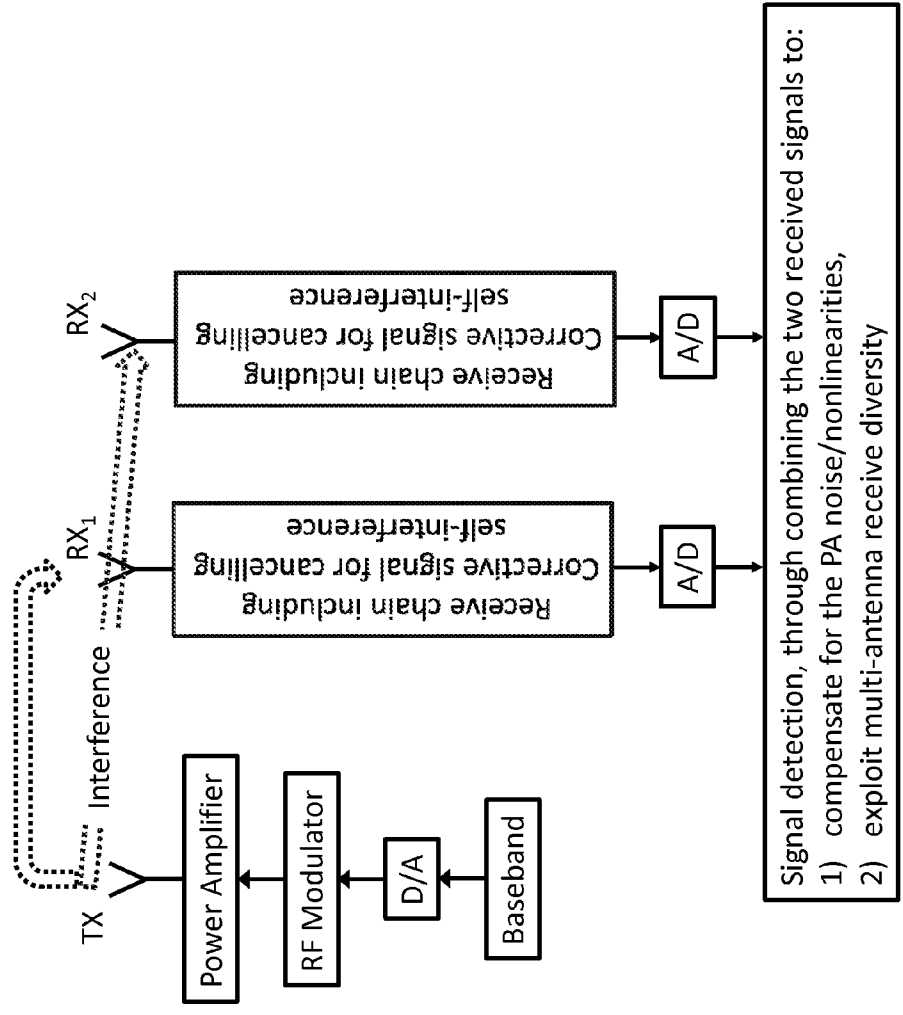 TX
Interference
RX1
RX2
Power Amplifier
RF Modulator
D/A
Baseband
Receive chain including
Corrective signal for cancelling
self-interference
A/D
Receive chain including
Corrective signal for cancelling
self-interference
A/D
Signal detection, through combining the two received signals to:
1) compensate for the PA noise/nonlinearities,
2) exploit multi-antenna receive diversity